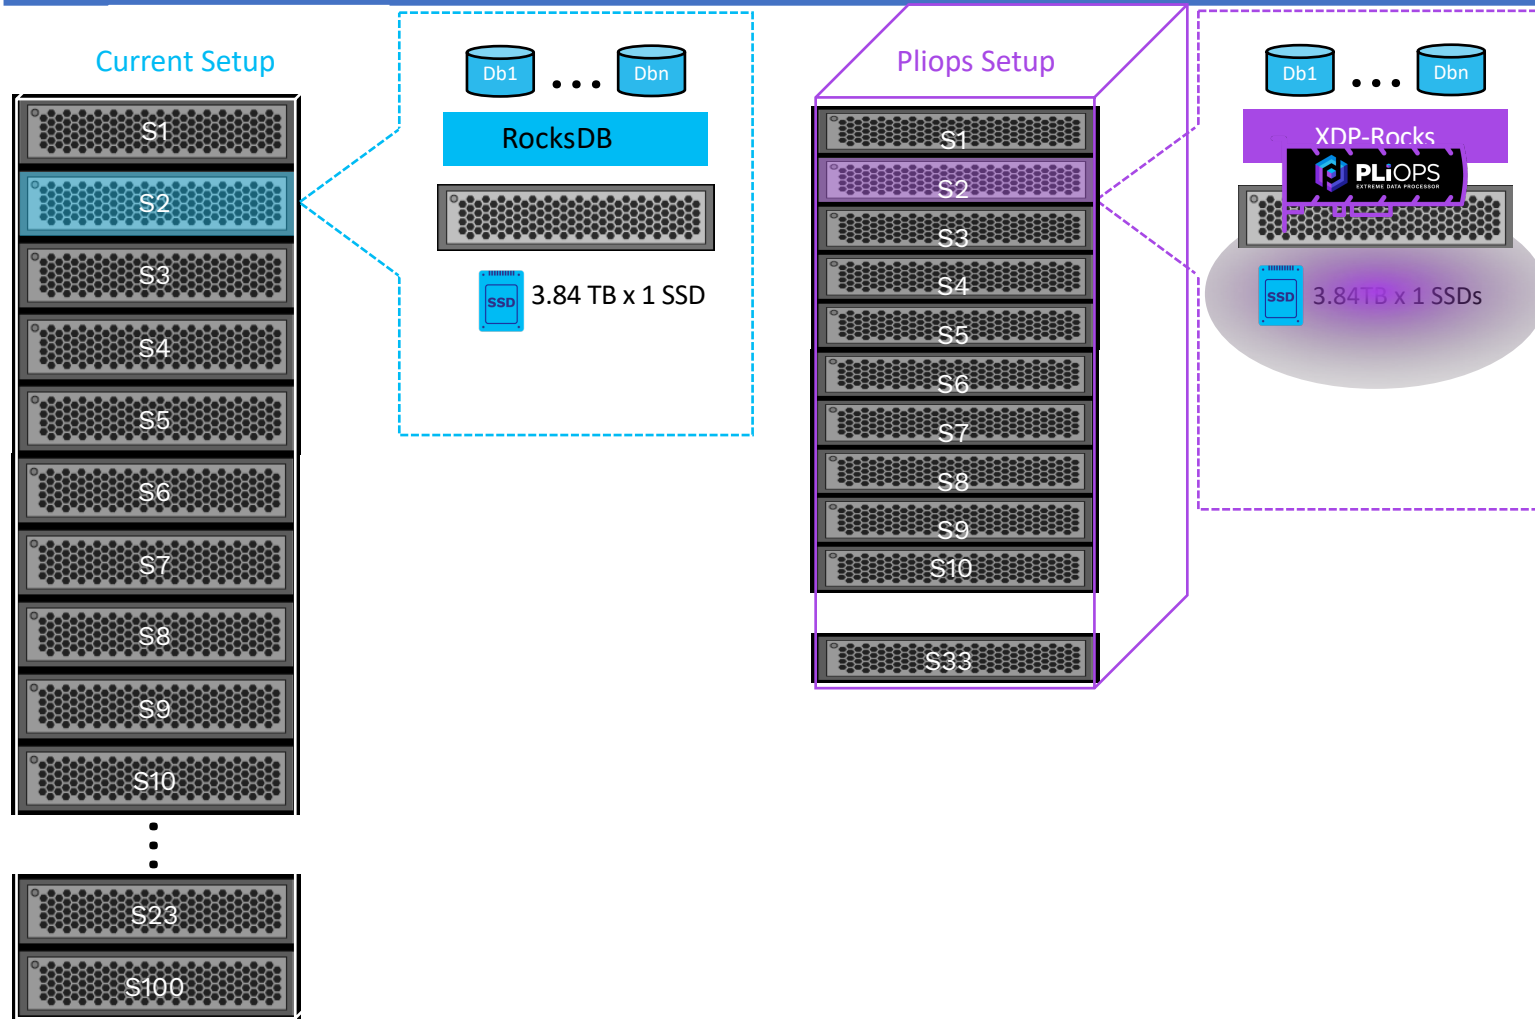 Current Setup
S1
S2
S3
S4
S5
S6
S7
S8
S9
S10
S23
S100
Db1 ... Dbn
RocksDB
SSD
3.84 TB x 1 SSD
Pliops Setup
S1
S2
S3
S4
S5
S6
S7
S8
S9
S10
S33
Db1 ... Dbn
XDP-Rocks
PLiOPS
EXTREME DATA PROCESSOR
SSD
3.84TB x 1 SSDs